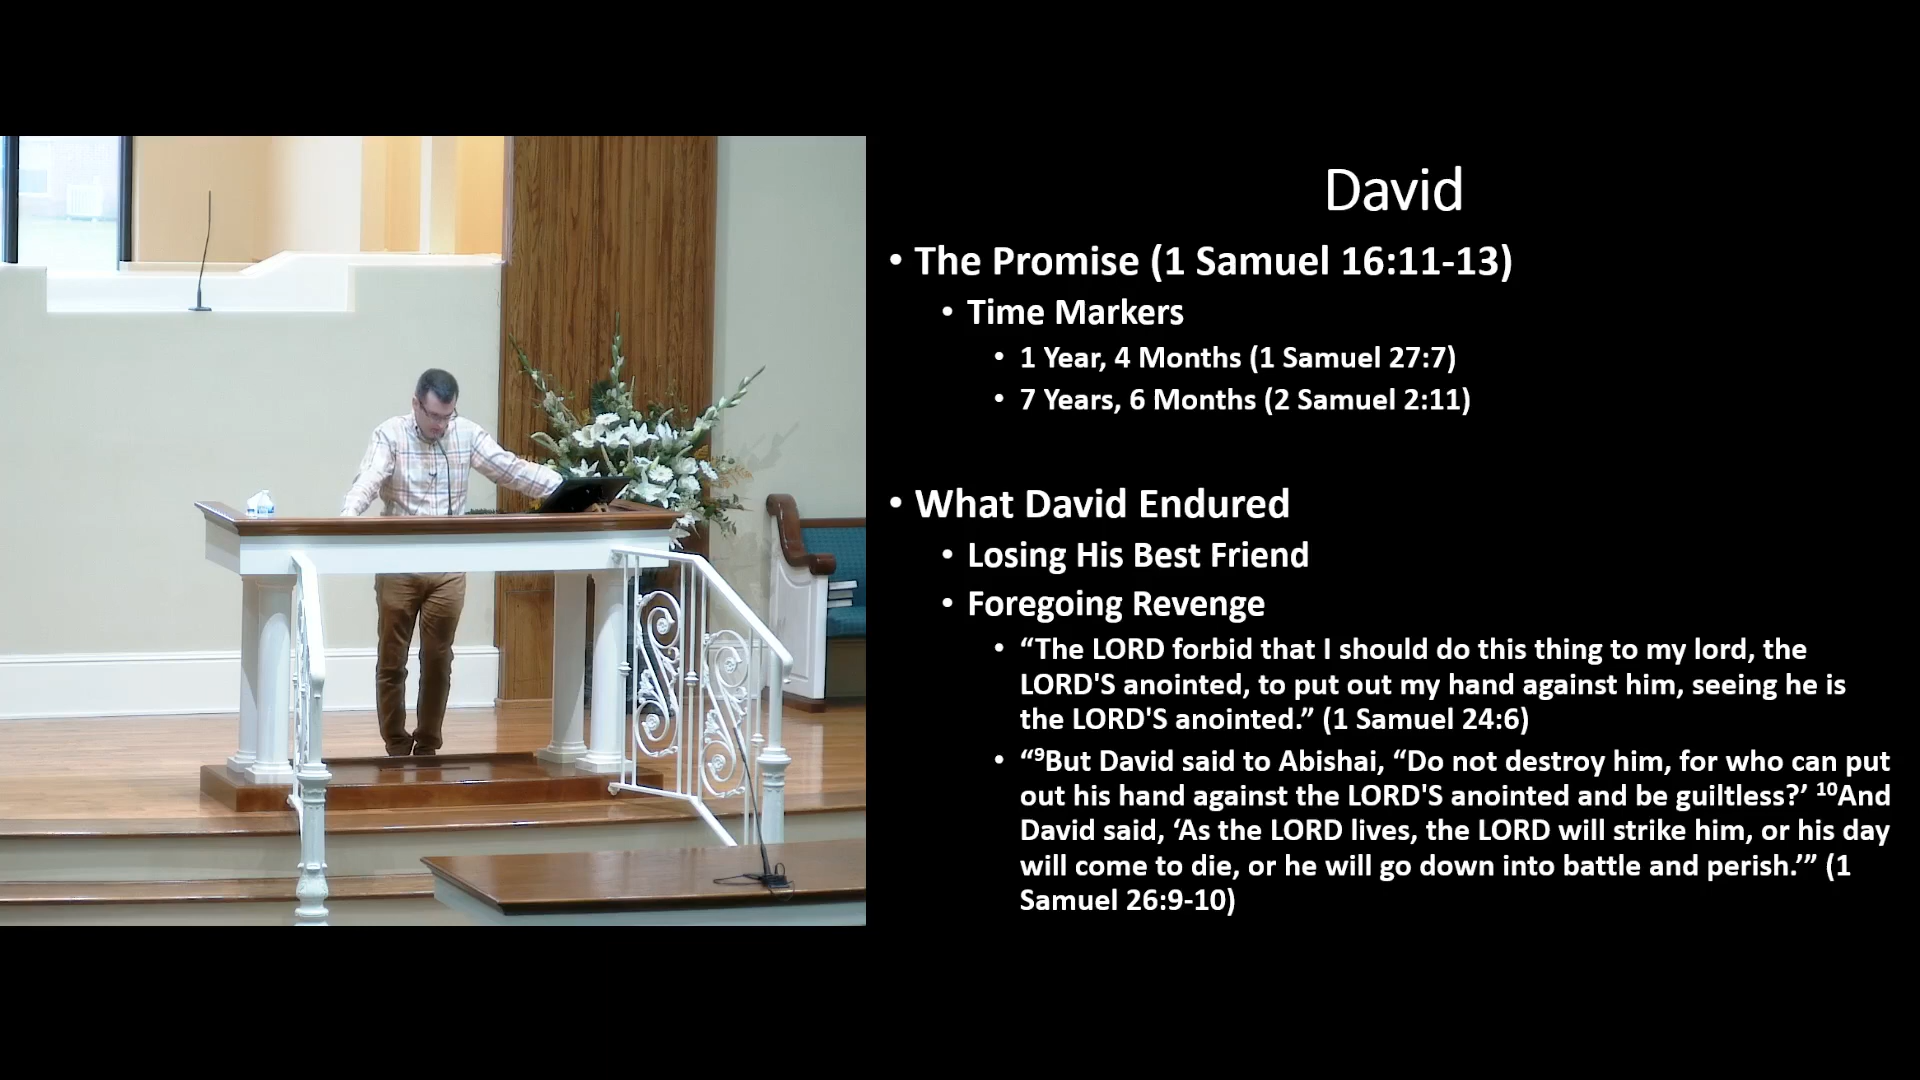 David
• The Promise (1 Samuel 16:11-13)
• Time Markers
• 1 Year, 4 Months (1 Samuel 27:7)
• 7 Years, 6 Months (2 Samuel 2:11)
• What David Endured
• Losing His Best Friend
• Foregoing Revenge
• “The LORD forbid that I should do this thing to my lord, the
LORD'S anointed, to put out my hand against him, seeing he is
the LORD'S anointed.” (1 Samuel 24:6)
• “⁹But David said to Abishai, “Do not destroy him, for who can put
out his hand against the LORD'S anointed and be guiltless?’ ¹⁰And
David said, ‘As the LORD lives, the LORD will strike him, or his day
will come to die, or he will go down into battle and perish.’” (1
Samuel 26:9-10)